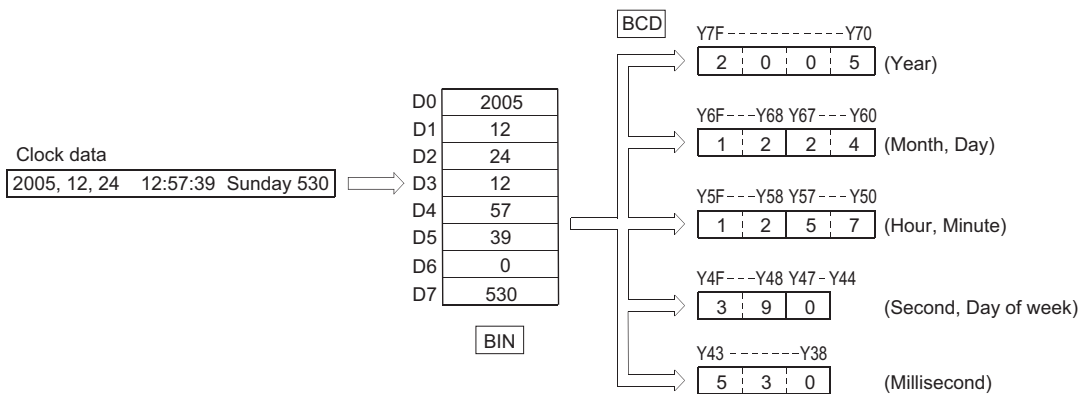 BCD
Y7F------------Y70
2 0 0 5 (Year)
Y6F---Y68 Y67---Y60
1 2 2 4 (Month, Day)
Y5F---Y58 Y57---Y50
1 2 5 7 (Hour, Minute)
Y4F---Y48 Y47-Y44
3 9 0 (Second, Day of week)
Y43-------Y38
5 3 0 (Millisecond)
D0 2005
D1 12
D2 24
D3 12
D4 57
D5 39
D6 0
D7 530
BIN
Clock data
2005, 12, 24 12:57:39 Sunday 530